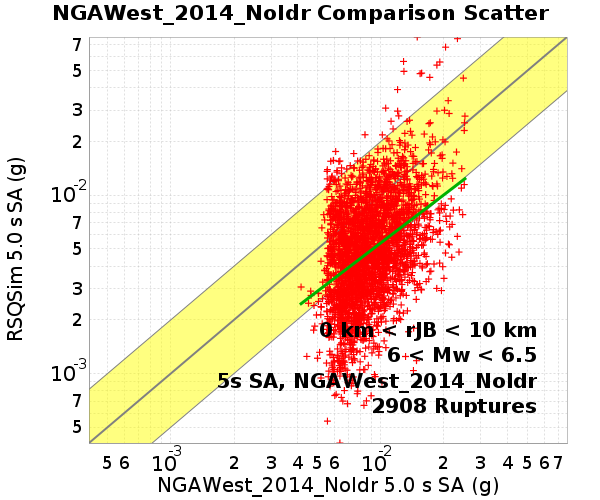 NGAWest_2014_NoIdr Comparison Scatter
RSQSim 5.0 s SA (g)
7
5
3
2
10-2
7
5
3
2
10-3
7
5
0 km < rJB < 10 km
6 < Mw < 6.5
5s SA, NGAWest_2014_NoIdr
2908 Ruptures
5 6 10-3 2 3 4 5 6 10-2 2 3 4 5 6 7
NGAWest_2014_NoIdr 5.0 s SA (g)